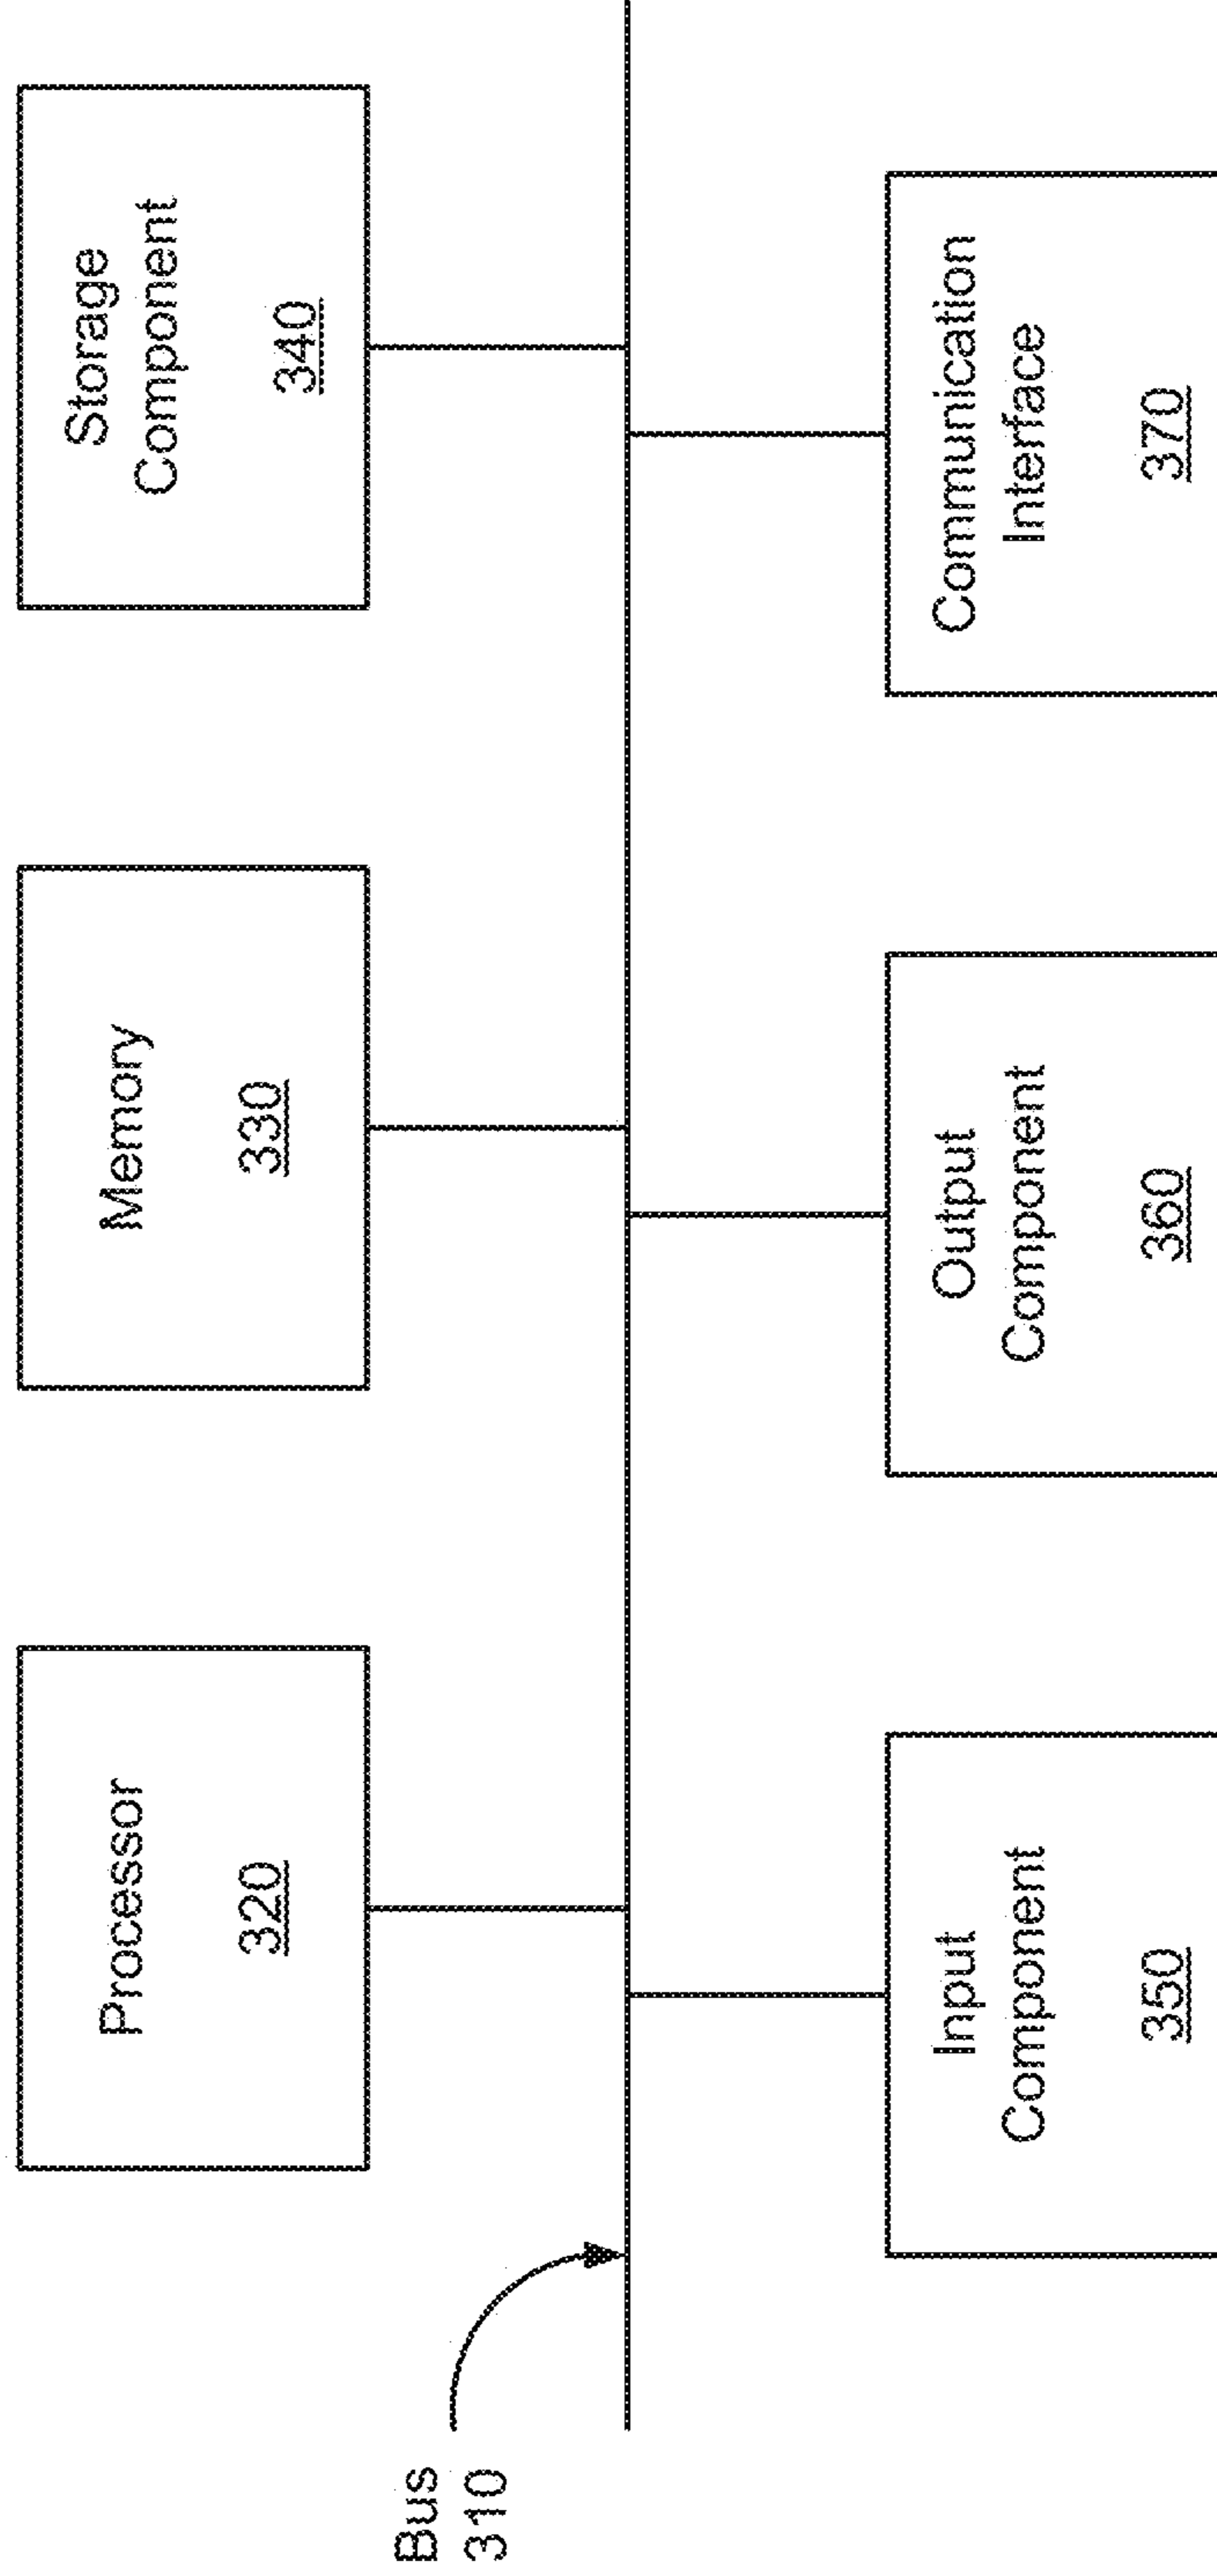 Processor
320
Memory
330
Storage
Component
340
Bus
310
Input
Component
350
Output
Component
360
Communication
Interface
370